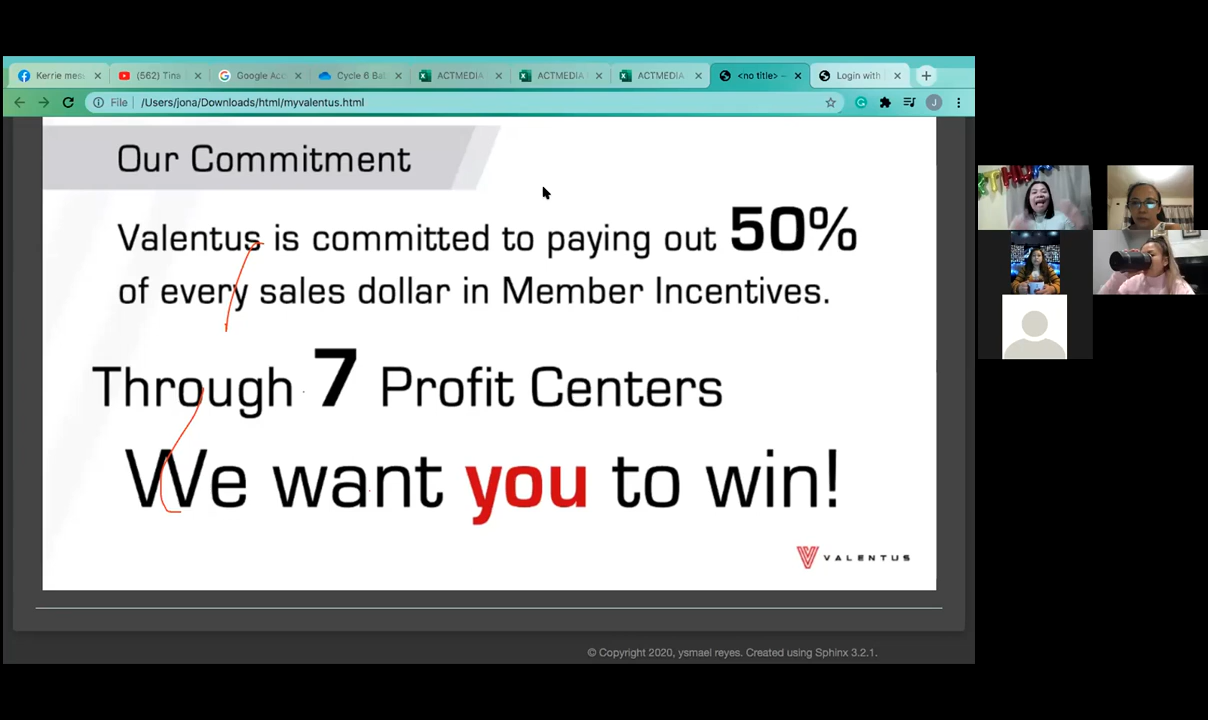 Kerrie mes
(562) Tina
Google Acc
Cycle 6 Ba
ACTMEDIA
ACTMEDIA
ACTMEDIA
<no title> –
Login with
File /Users/jona/Downloads/html/myvalentus.html
J
Our Commitment
Valentus is committed to paying out 50%
of every sales dollar in Member Incentives.
Through 7 Profit Centers
We want you to win!
VALENTUS
© Copyright 2020, ysmael reyes. Created using Sphinx 3.2.1.